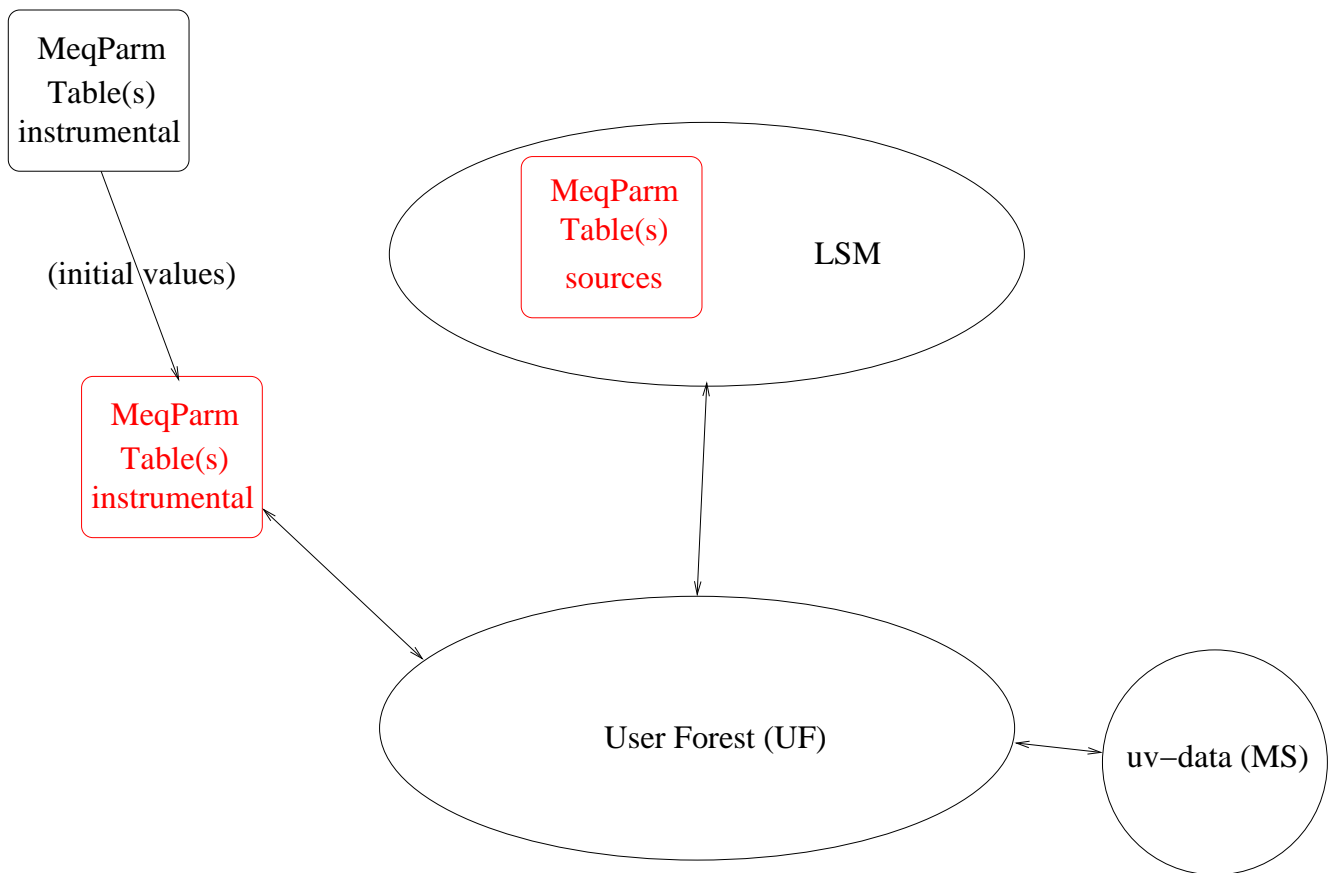 MeqParm
Table(s)
instrumental
MeqParm
Table(s)
sources
LSM
(initial values)
MeqParm
Table(s)
instrumental
User Forest (UF)
uv−data (MS)